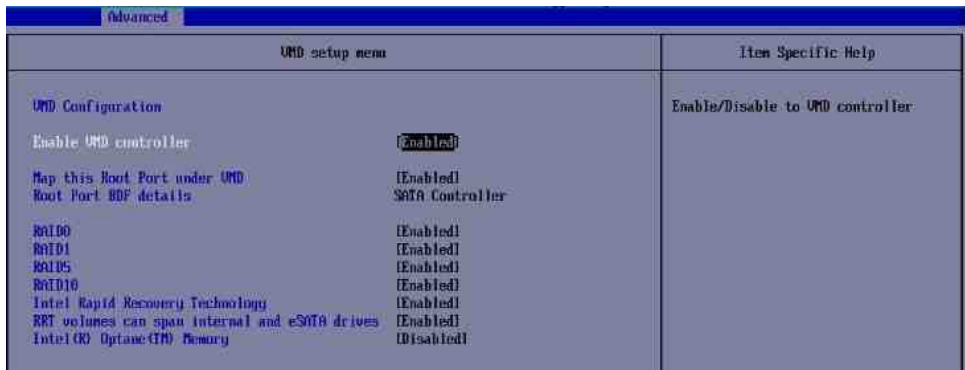 Advanced
VMD setup menu
Item Specific Help
VMD Configuration
Enable/Disable to VMD controller
Enable VMD controller [Enabled]
Map this Root Port under VMD [Enabled]
Root Port BDF details SATA Controller
RAID0 [Enabled]
RAID1 [Enabled]
RAID5 [Enabled]
RAID10 [Enabled]
Intel Rapid Recovery Technology [Enabled]
RRT volumes can span internal and eSATA drives [Enabled]
Intel(R) Optane(TM) Memory [Disabled]